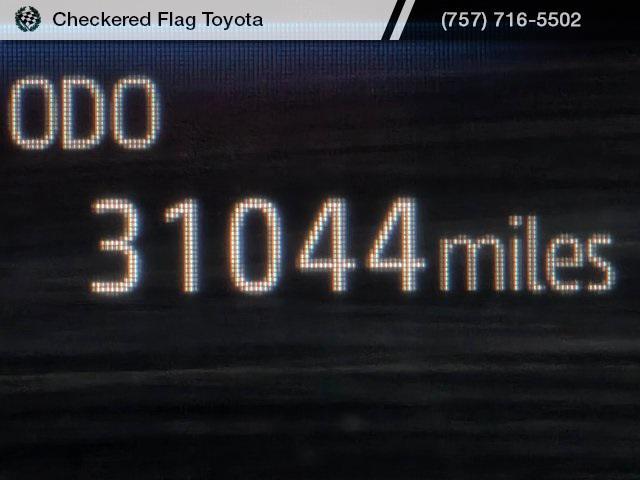 Checkered Flag Toyota (757) 716-5502
ODO
31044 miles